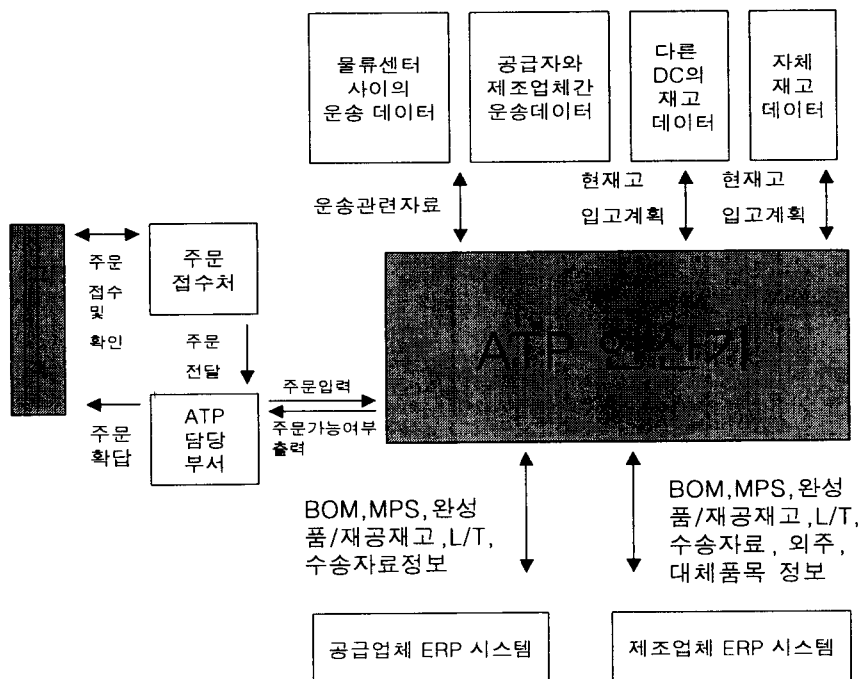 물류센터
사이의
운송 데이터
공급자와
제조업체간
운송데이터
다른
DC의
재고
데이터
자체
재고
데이터
운송관련자료
현재고
입고계획
현재고
입고계획
주문
접수
및
확인
주문
접수처
주문
전달
주문
확답
ATP
담당
부서
주문입력
주문가능여부
출력
ATP 연산기
BOM,MPS,완성
품/재공재고,L/T,
수송자료정보
BOM,MPS,완성
품/재공재고,L/T,
수송자료, 외주,
대체품목 정보
공급업체 ERP 시스템
제조업체 ERP 시스템